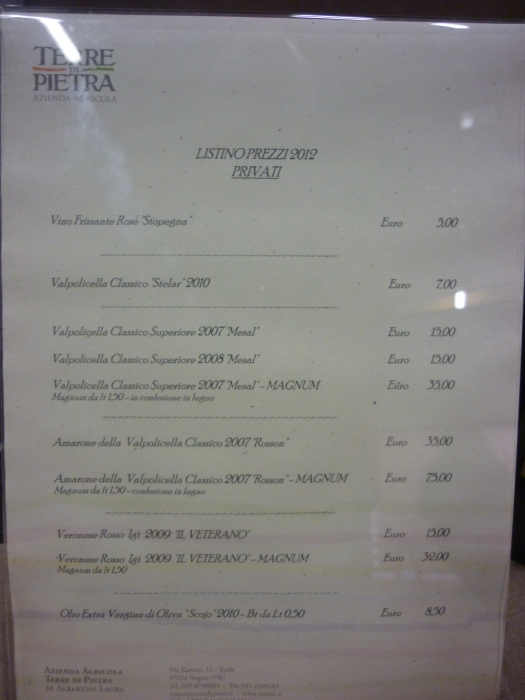 TERRE
DI
PIETRA
AZIENDA AGRICOLA
LISTINO PREZZI 2012
PRIVATI
Vino Frizzante Rosé "Stopegna" Euro 5,00
Valpolicella Classico "Stelar" 2010 Euro 7,00
Valpolicella Classico Superiore 2007 "Mesal" Euro 15,00
Valpolicella Classico Superiore 2008 "Mesal" Euro 15,00
Valpolicella Classico Superiore 2007 "Mesal" - MAGNUM Euro 35,00
Magnum da lt 1,50 - in confezione in legno
Amarone della Valpolicella Classico 2007 "Rosson" Euro 35,00
Amarone della Valpolicella Classico 2007 "Rosson" - MAGNUM Euro 75,00
Magnum da lt 1,50 - confezione in legno
Veronese Rosso Igt 2009 "IL VETERANO" Euro 15,00
Veronese Rosso Igt 2009 "IL VETERANO" - MAGNUM Euro 32,00
Magnum da lt 1,50
Olio Extra Vergine di Oliva "Scojo" 2010 - Bt da Lt 0,50 Euro 8,50
AZIENDA AGRICOLA
TERRE DI PIETRA
DI ALBERTINI LAURA